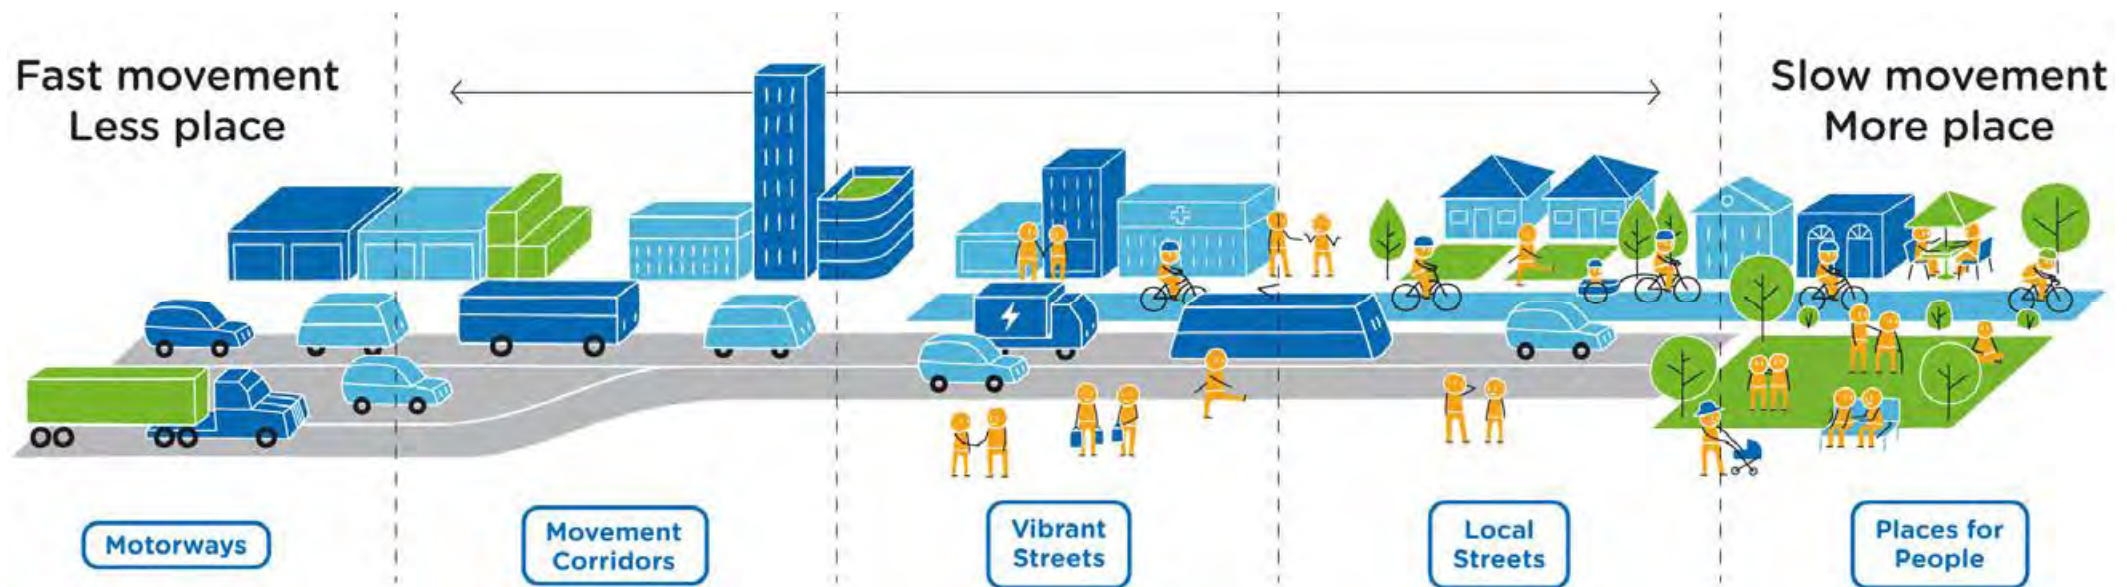 Fast movement
Less place
Slow movement
More place
Motorways
Movement
Corridors
Vibrant
Streets
Local
Streets
Places for
People